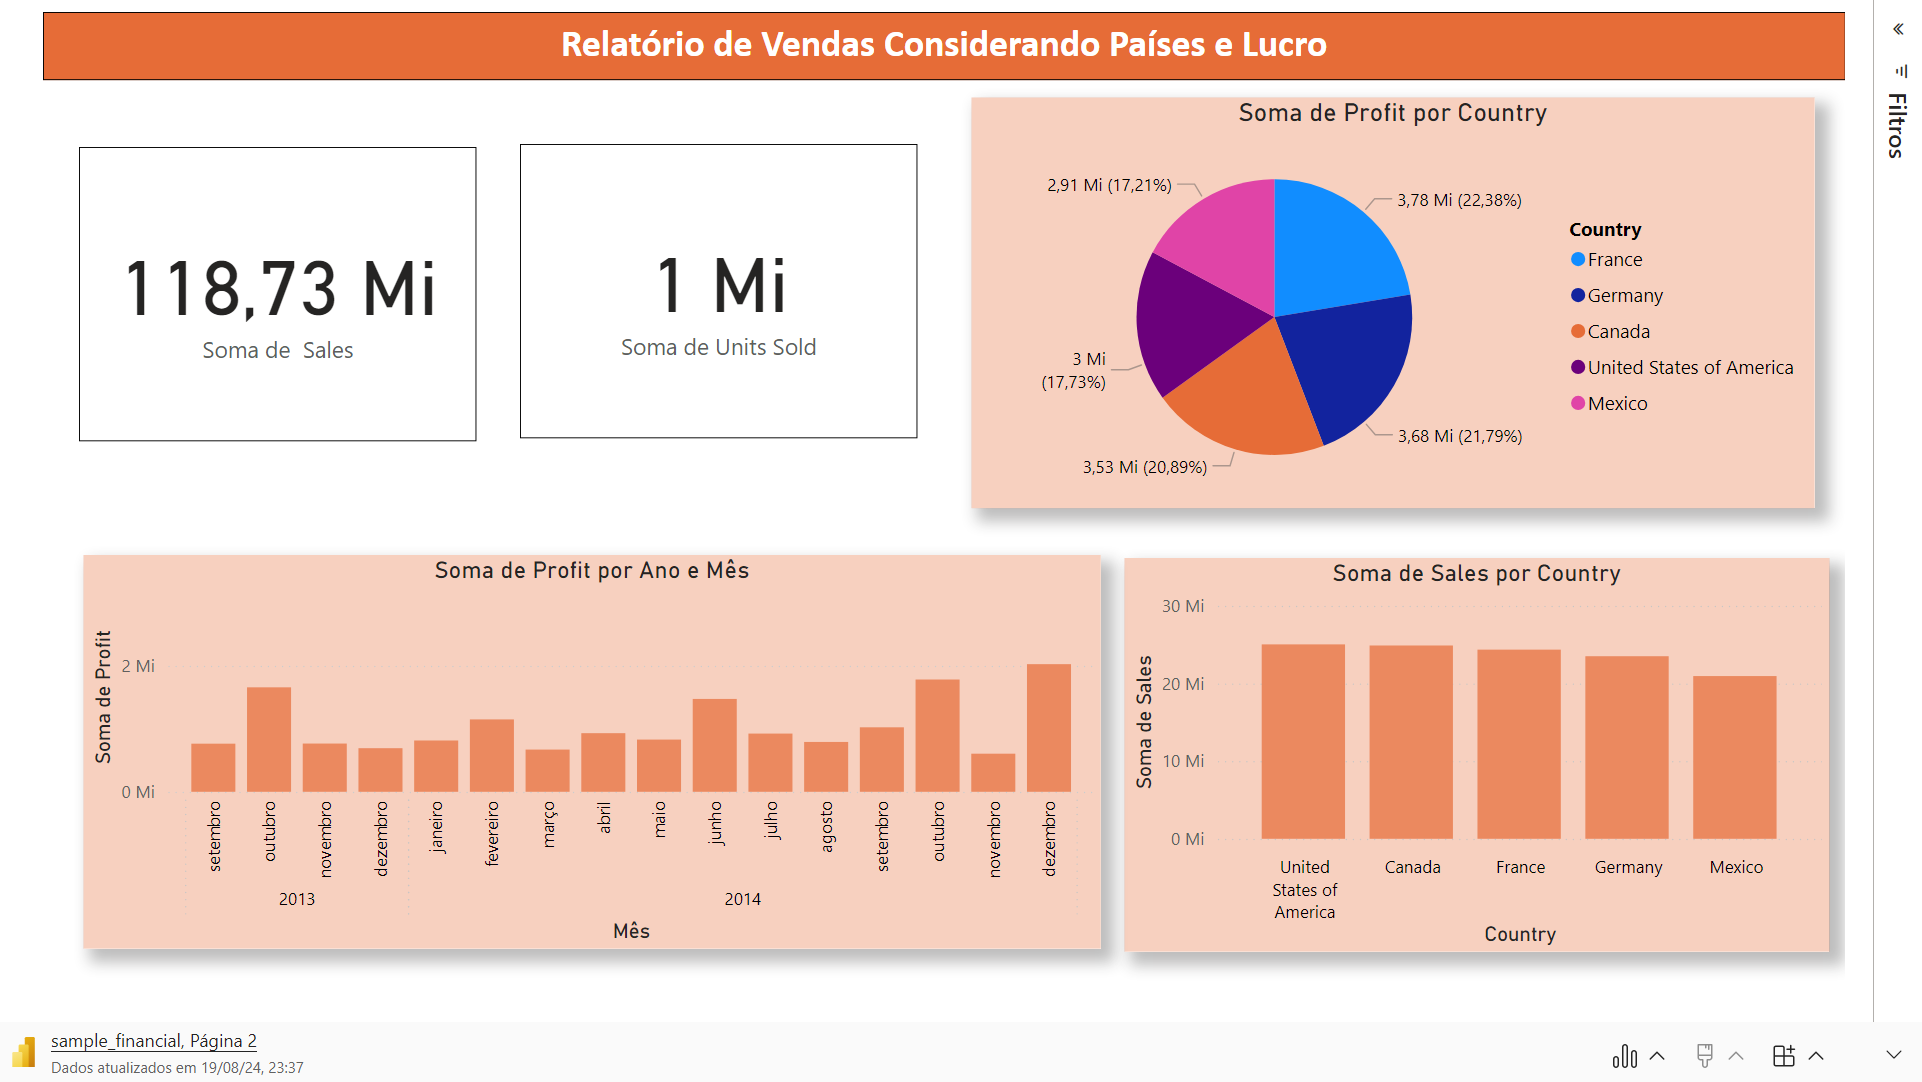 Relatório de Vendas Considerando Países e Lucro
118,73 Mi
Soma de  Sales
1 Mi
Soma de Units Sold
Soma de Profit por Country
2,91 Mi (17,21%)
3,78 Mi (22,38%)
3 Mi
(17,73%)
3,68 Mi (21,79%)
3,53 Mi (20,89%)
Country
France
Germany
Canada
United States of America
Mexico
Soma de Profit por Ano e Mês
Soma de Profit
2 Mi
0 Mi
setembro
outubro
novembro
dezembro
janeiro
fevereiro
março
abril
maio
junho
julho
agosto
setembro
outubro
novembro
dezembro
2013
2014
Mês
Soma de Sales por Country
Soma de Sales
30 Mi
20 Mi
10 Mi
0 Mi
United
States of
America
Canada
France
Germany
Mexico
Country
Filtros
sample_financial, Página 2
Dados atualizados em 19/08/24, 23:37